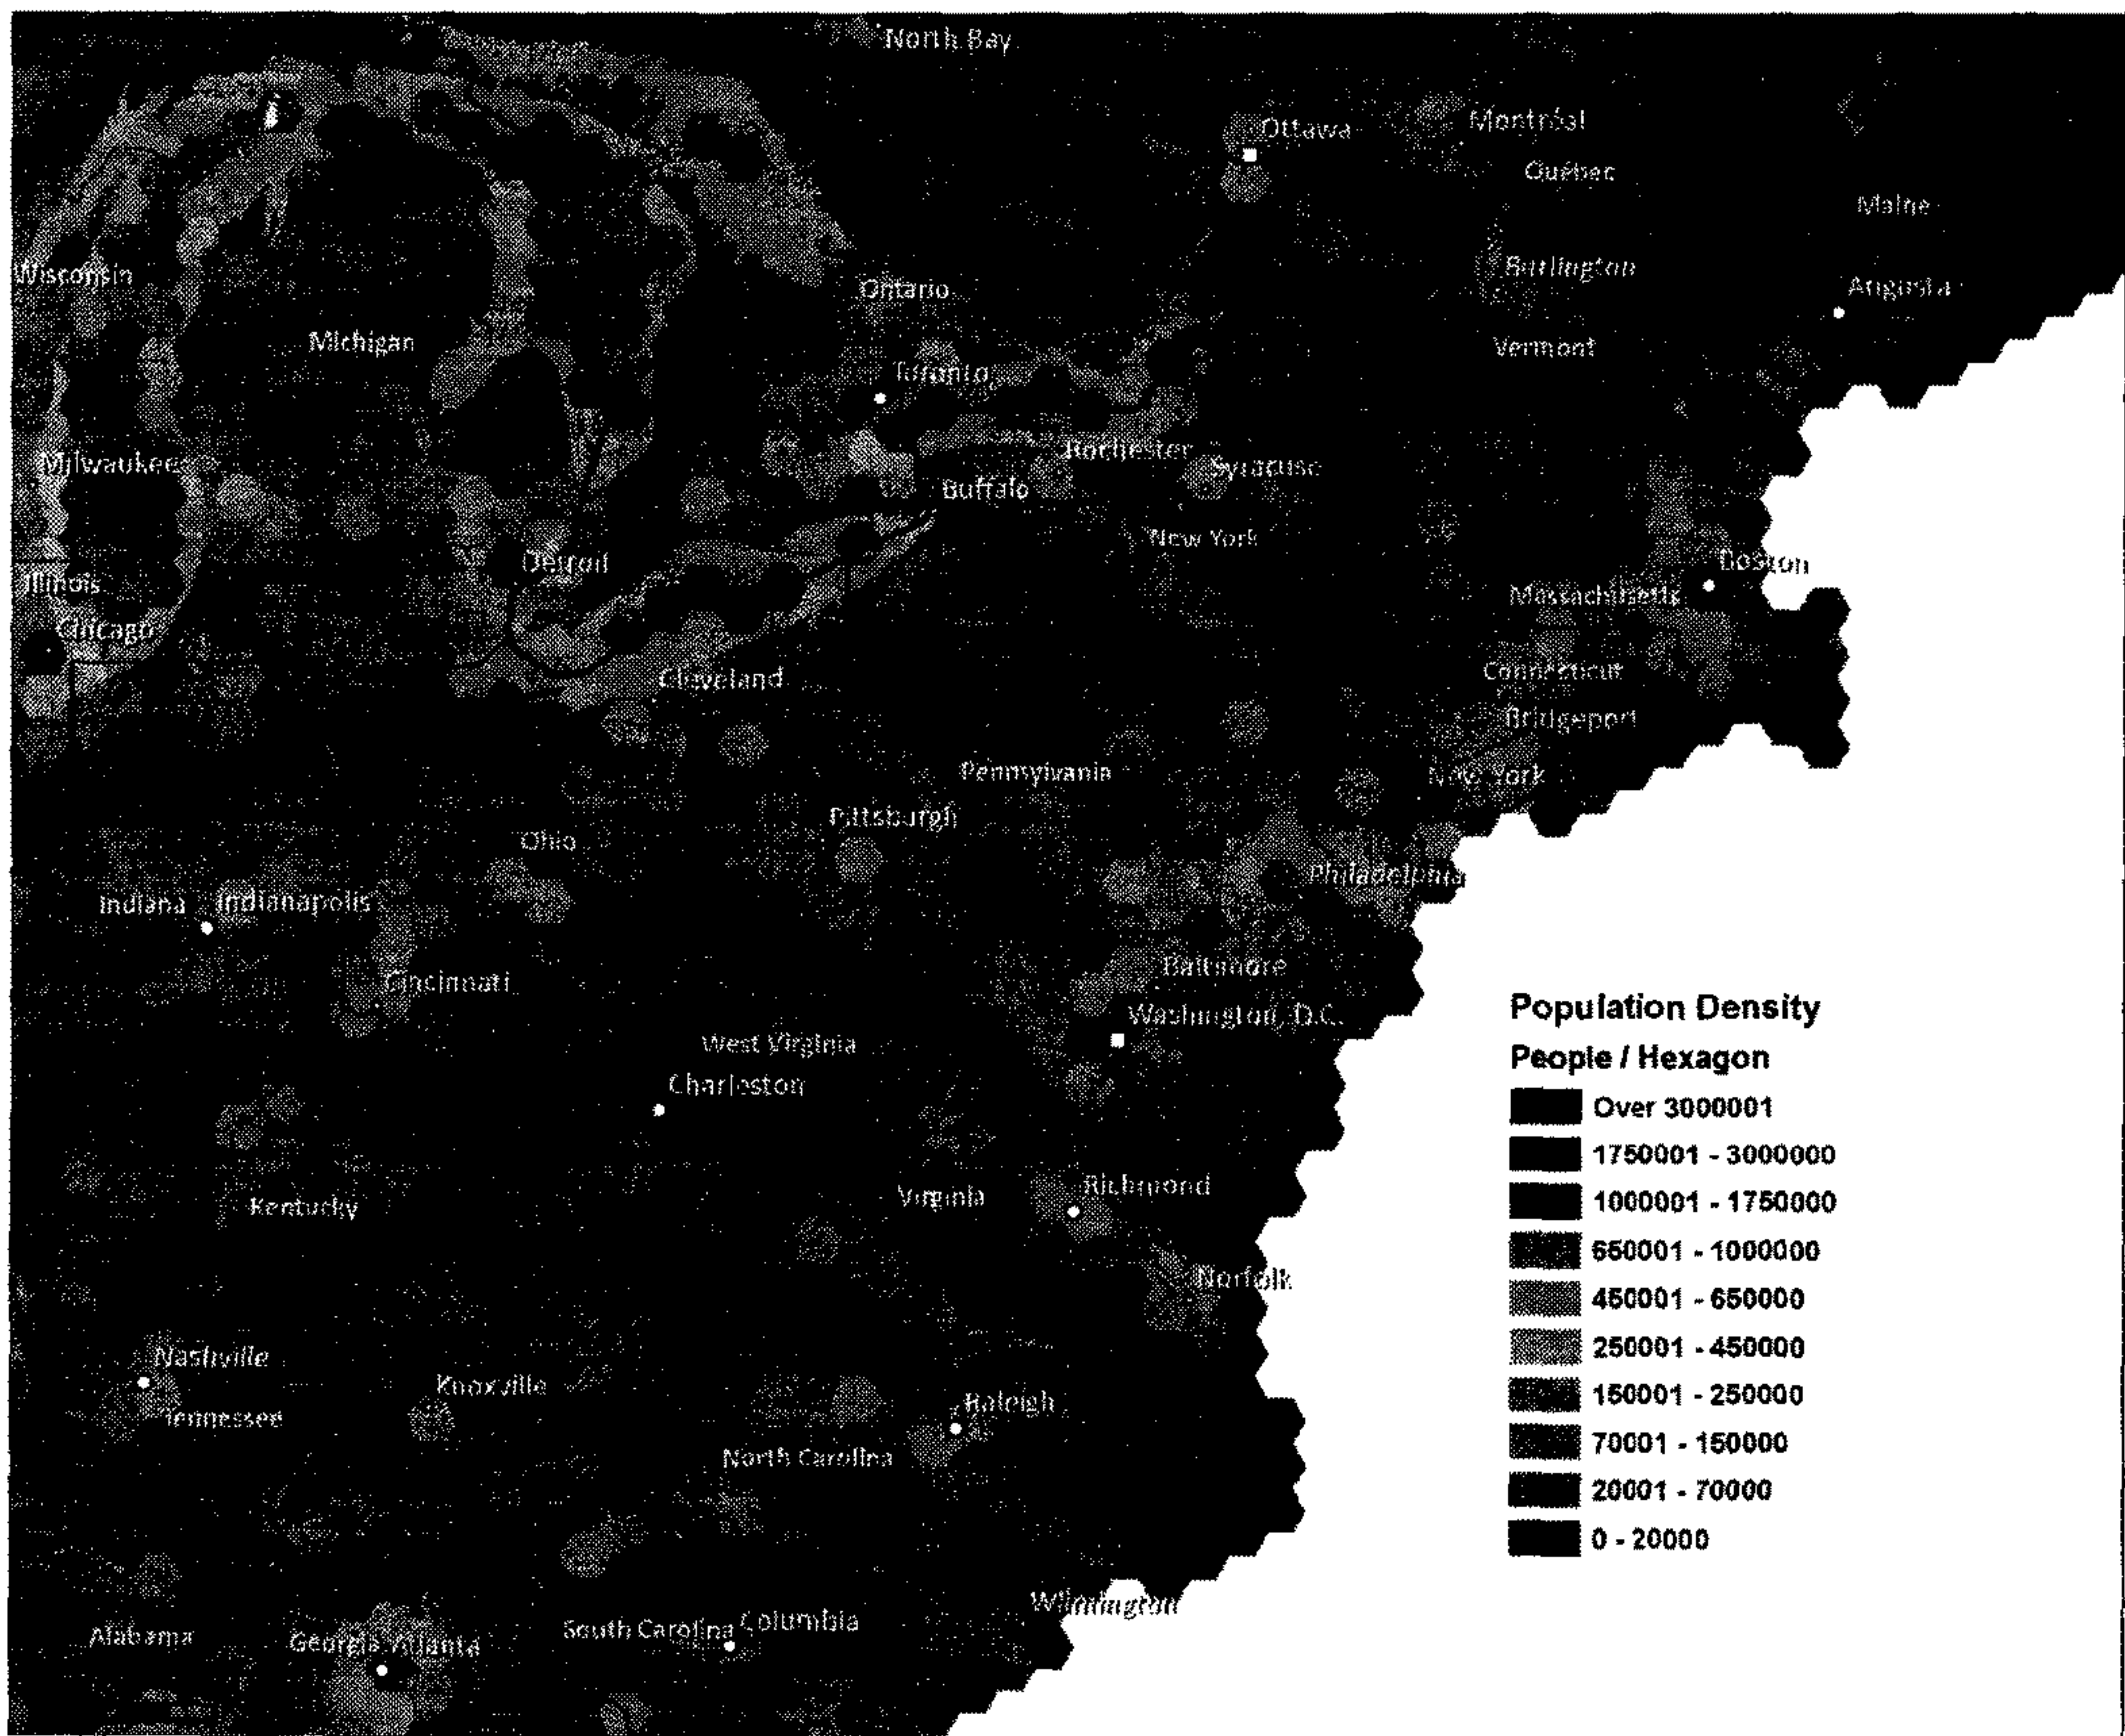 North Bay
Ottawa
Montréal
Québec
Maine
Wisconsin
Burlington
Ontario
Augusta
Michigan
Vermont
Toronto
Milwaukee
Rochester
Syracuse
Buffalo
New York
Detroit
Boston
Illinois
Massachusetts
Chicago
Connecticut
Cleveland
Bridgeport
Pennsylvania
New York
Pittsburgh
Ohio
Philadelphia
Indiana
Indianapolis
Baltimore
Cincinnati
Washington, D.C.
West Virginia
Charleston
Virginia
Richmond
Kentucky
Norfolk
Nashville
Knoxville
Raleigh
Tennessee
North Carolina
Wilmington
Alabama
Georgia
Atlanta
South Carolina
Columbia
Population Density
People / Hexagon
Over 3000001
1750001 - 3000000
1000001 - 1750000
650001 - 1000000
450001 - 650000
250001 - 450000
150001 - 250000
70001 - 150000
20001 - 70000
0 - 20000